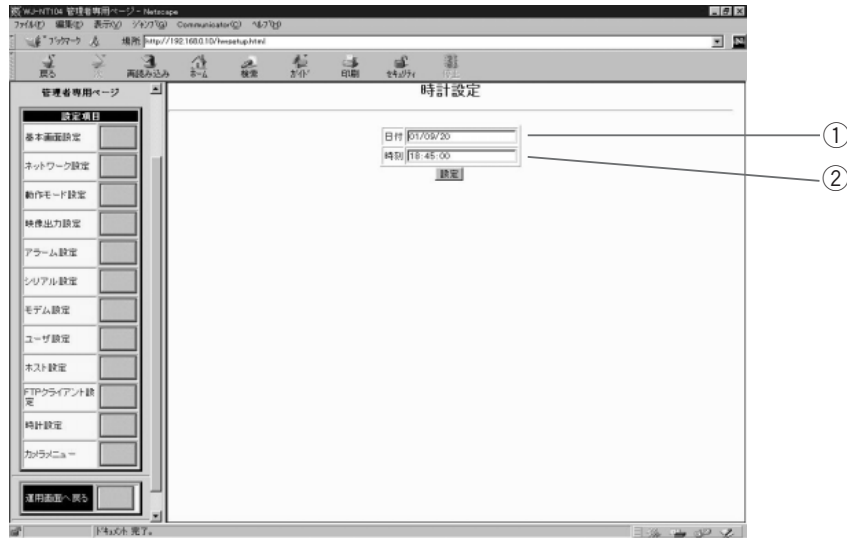 WJ-NT104 管理者専用ページ - Netscape
ファイル(F) 編集(E) 表示(V) ジャンプ(G) Communicator(C) ヘルプ(H)
ブックマーク 場所 http://192.168.0.10/hwsetup.html
戻る 再読み込み ホーム 検索 ガイド 印刷 セキュリティ
管理者専用ページ
時計設定
設定項目
基本画面設定
ネットワーク設定
動作モード設定
映像出力設定
アラーム設定
シリアル設定
モデム設定
ユーザ設定
ホスト設定
FTPクライアント設
定
時計設定
カメラメニュー
運用画面へ戻る
日付 01/09/20
時刻 18:45:00
設定
①
②
ドキュメント 完了。